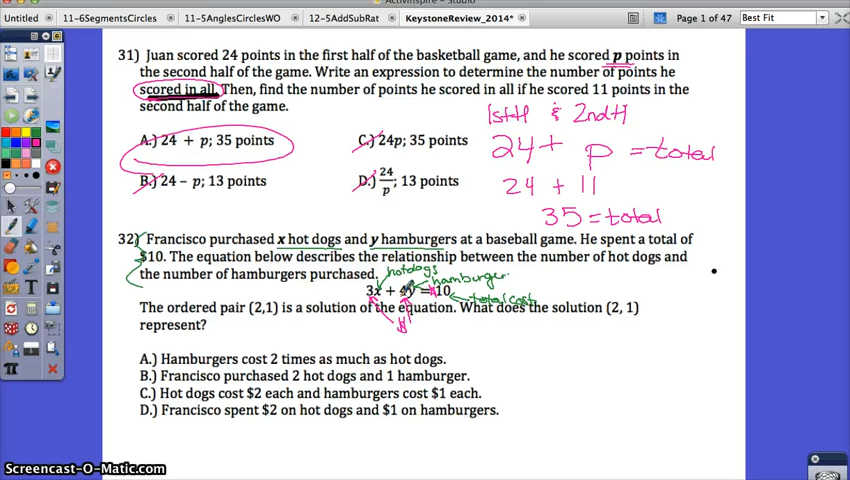 ActivInspire - Studio
Untitled
11-6SegmentsCircles
11-5AnglesCirclesWO
12-5AddSubRat
KeystoneReview_2014*
Page 1 of 47
Best Fit
31) Juan scored 24 points in the first half of the basketball game, and he scored p points in
the second half of the game. Write an expression to determine the number of points he
scored in all. Then, find the number of points he scored in all if he scored 11 points in the
second half of the game.
1stH & 2ndH
A.) 24 + p; 35 points
C.) 24p; 35 points
24 + p = total
B.) 24 – p; 13 points
D.) 24/p; 13 points
24 + 11
35 = total
32) Francisco purchased x hot dogs and y hamburgers at a baseball game. He spent a total of
$10. The equation below describes the relationship between the number of hot dogs and
the number of hamburgers purchased.
hotdogs
hamburger
3x + 4y = 10
total cost
The ordered pair (2,1) is a solution of the equation. What does the solution (2, 1)
represent?
$
A.) Hamburgers cost 2 times as much as hot dogs.
B.) Francisco purchased 2 hot dogs and 1 hamburger.
C.) Hot dogs cost $2 each and hamburgers cost $1 each.
D.) Francisco spent $2 on hot dogs and $1 on hamburgers.
Screencast-O-Matic.com